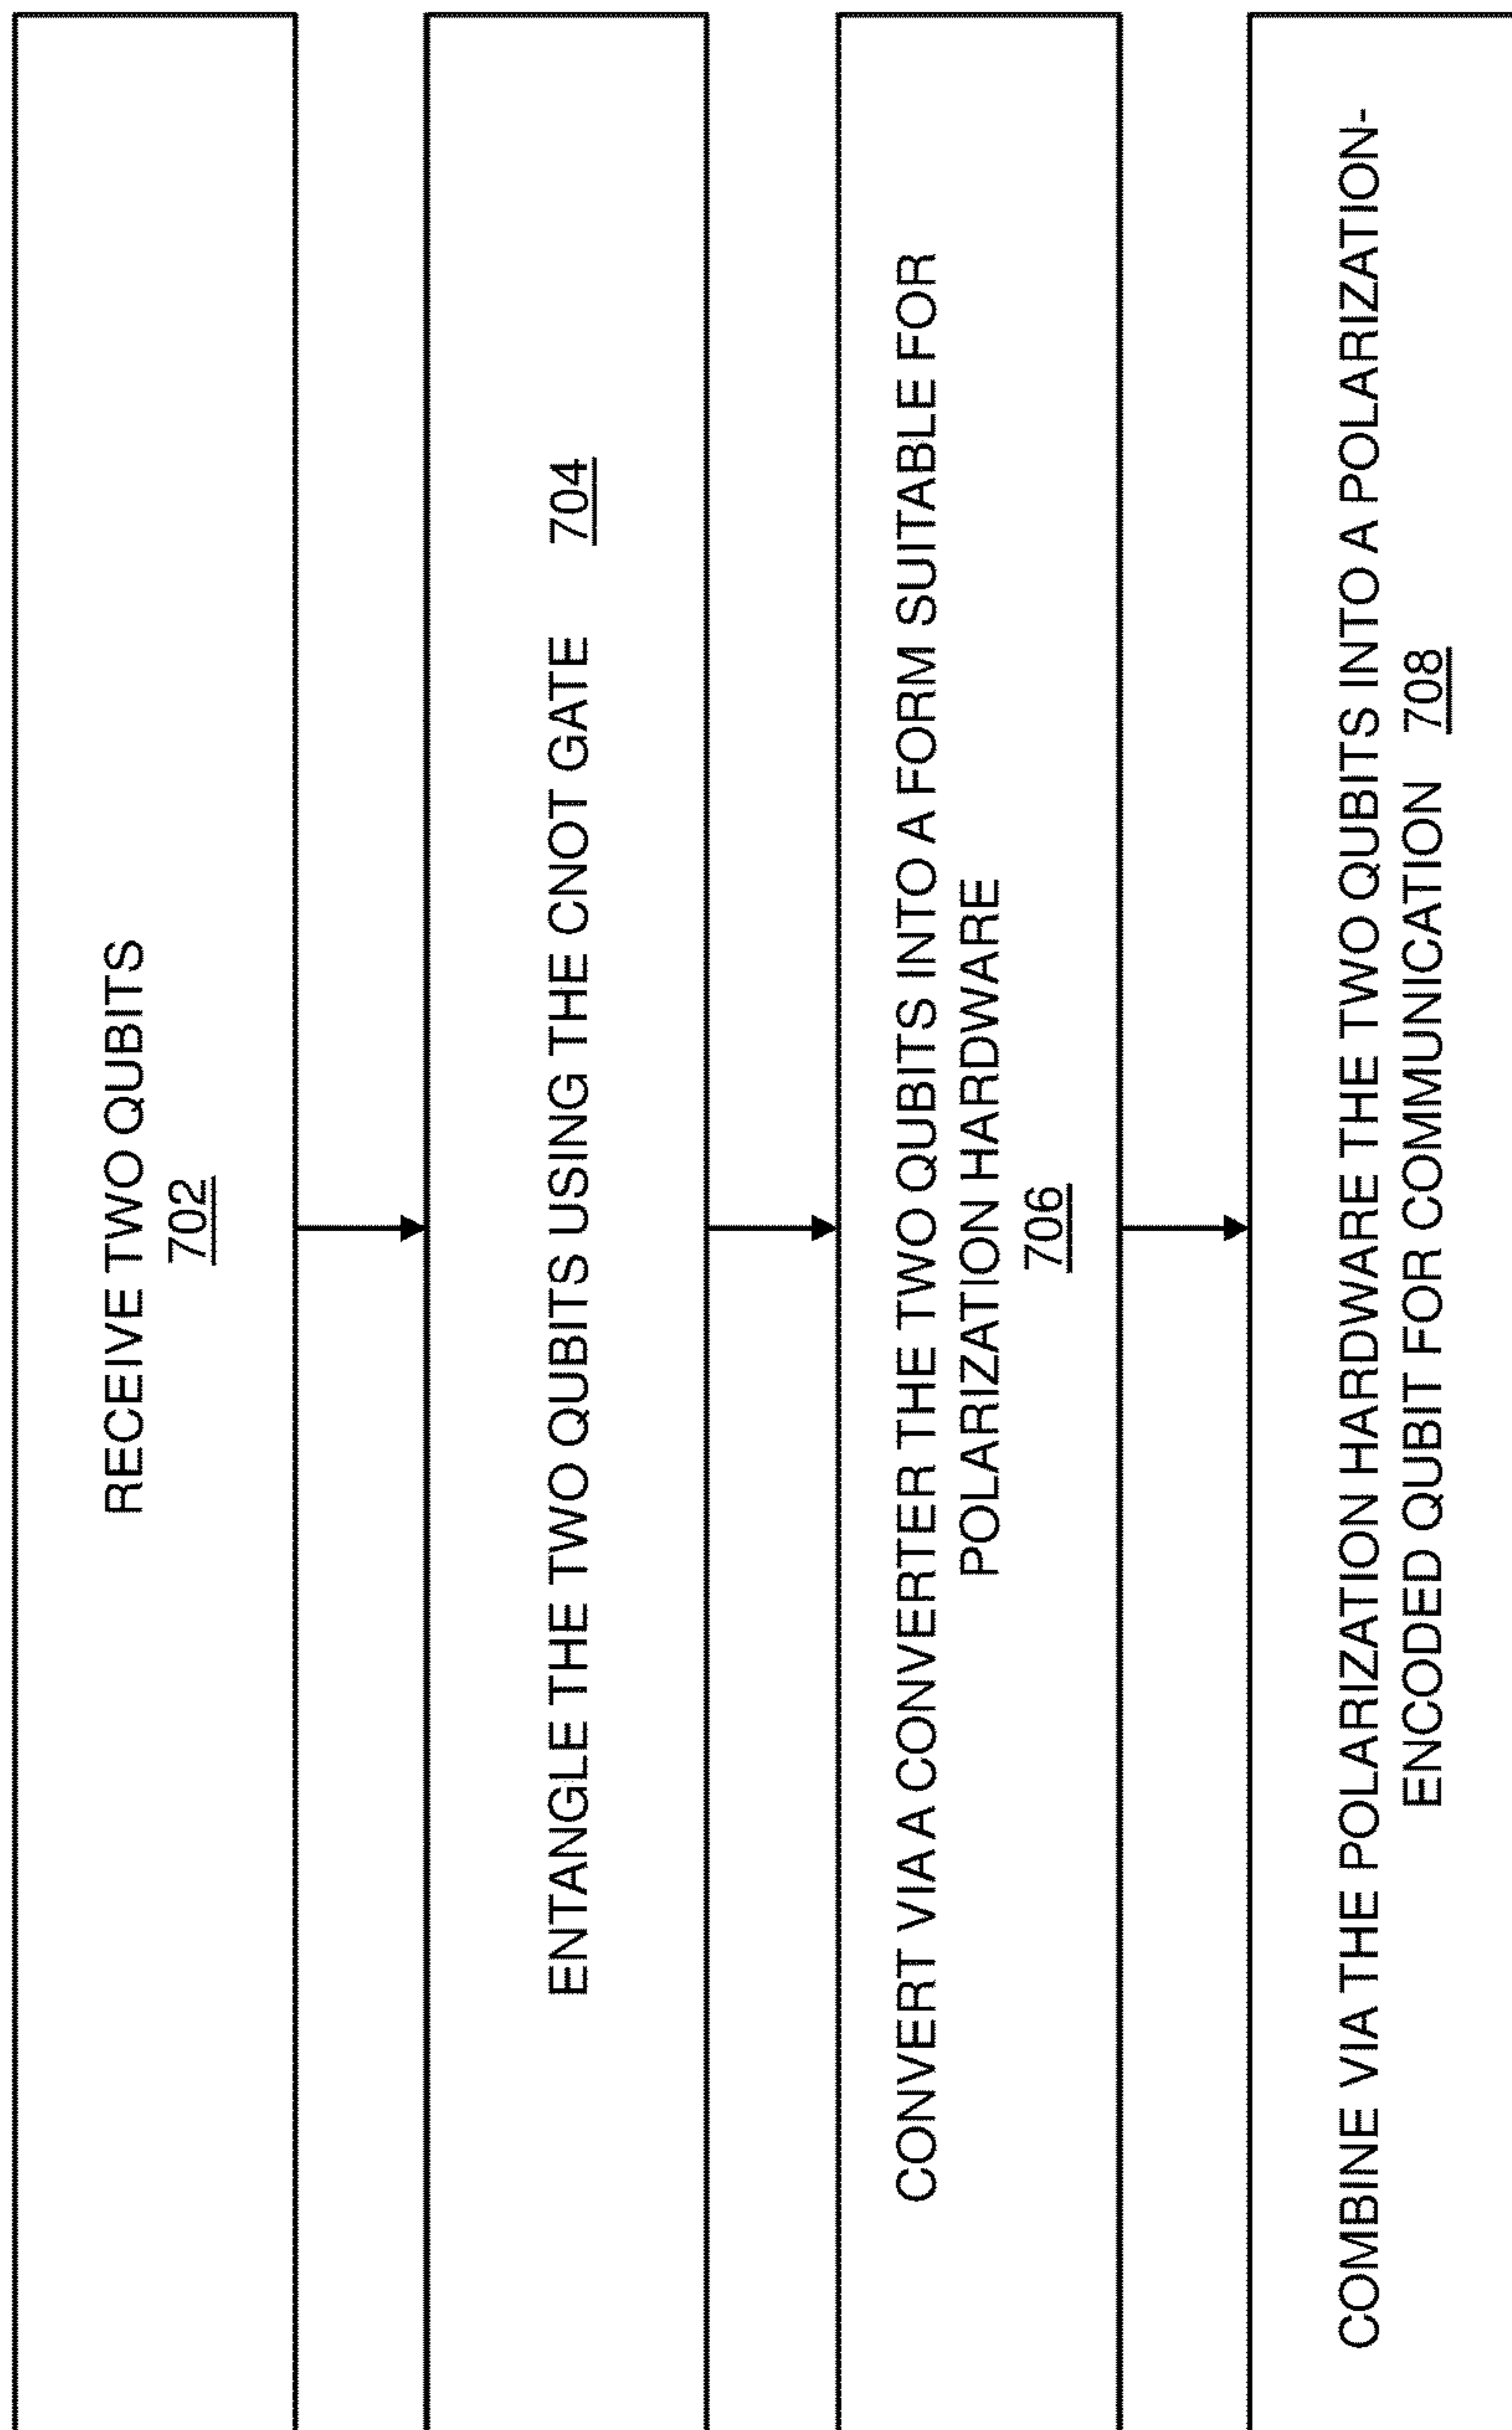 RECEIVE TWO QUBITS
702
ENTANGLE THE TWO QUBITS USING THE CNOT GATE 704
CONVERT VIA A CONVERTER THE TWO QUBITS INTO A FORM SUITABLE FOR
POLARIZATION HARDWARE
706
COMBINE VIA THE POLARIZATION HARDWARE THE TWO QUBITS INTO A POLARIZATION-
ENCODED QUBIT FOR COMMUNICATION 708